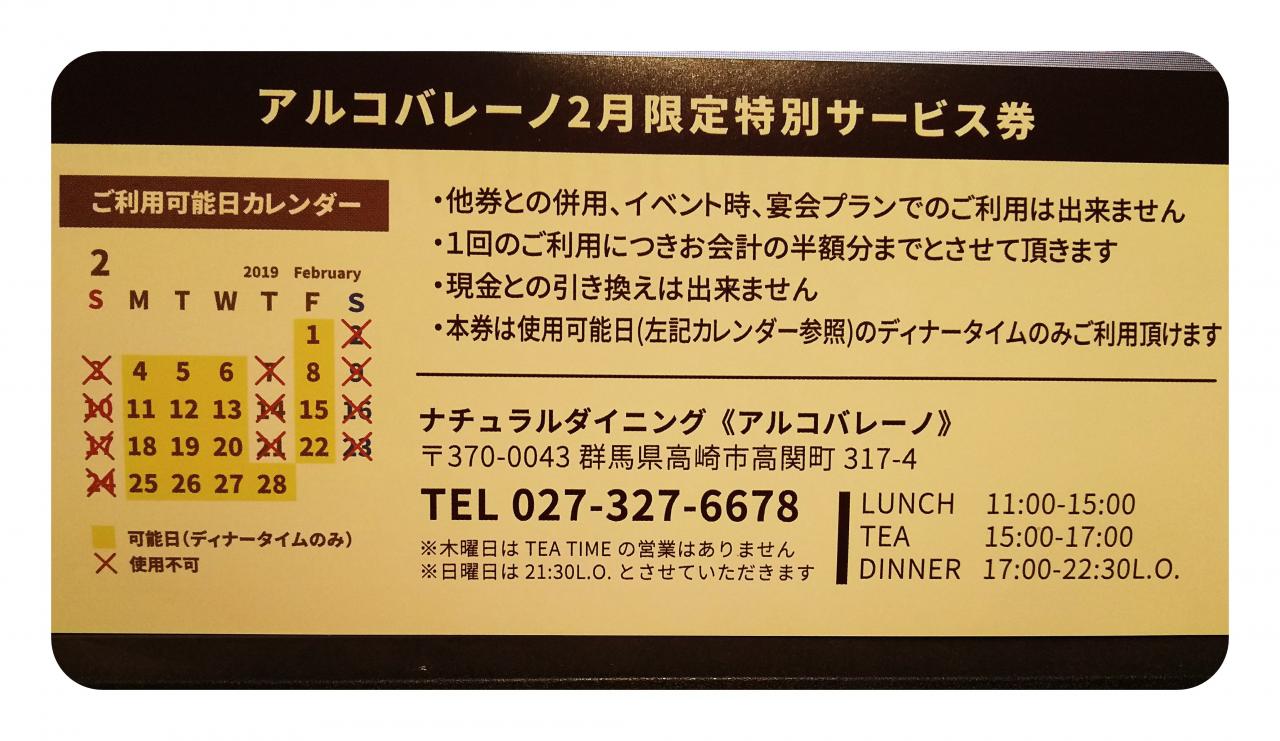 アルコバレーノ2月限定特別サービス券
ご利用可能日カレンダー
2
2019 February
S M T W T F S
1 2
3 4 5 6 7 8 9
10 11 12 13 14 15 16
17 18 19 20 21 22 23
24 25 26 27 28
可能日(ディナータイムのみ)
使用不可
・他券との併用、イベント時、宴会プランでのご利用は出来ません
・1回のご利用につきお会計の半額分までとさせて頂きます
・現金との引き換えは出来ません
・本券は使用可能日(左記カレンダー参照)のディナータイムのみご利用頂けます
ナチュラルダイニング《アルコバレーノ》
〒370-0043 群馬県高崎市高関町 317-4
TEL 027-327-6678
※木曜日は TEA TIME の営業はありません
※日曜日は 21:30L.O. とさせていただきます
LUNCH 11:00-15:00
TEA 15:00-17:00
DINNER 17:00-22:30L.O.